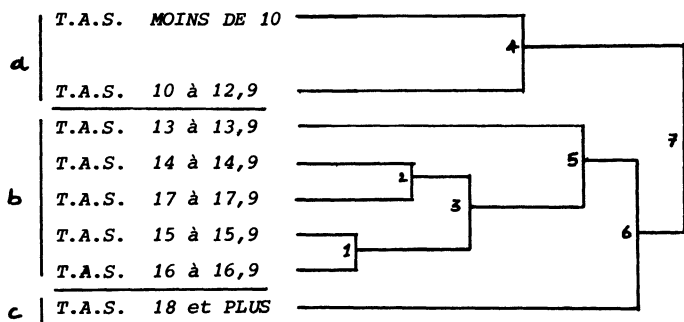 T.A.S. MOINS DE 10
4
a
T.A.S. 10 à 12,9
T.A.S. 13 à 13,9
7
T.A.S. 14 à 14,9
5
2
b
T.A.S. 17 à 17,9
3
T.A.S. 15 à 15,9
6
1
T.A.S. 16 à 16,9
c
T.A.S. 18 et PLUS